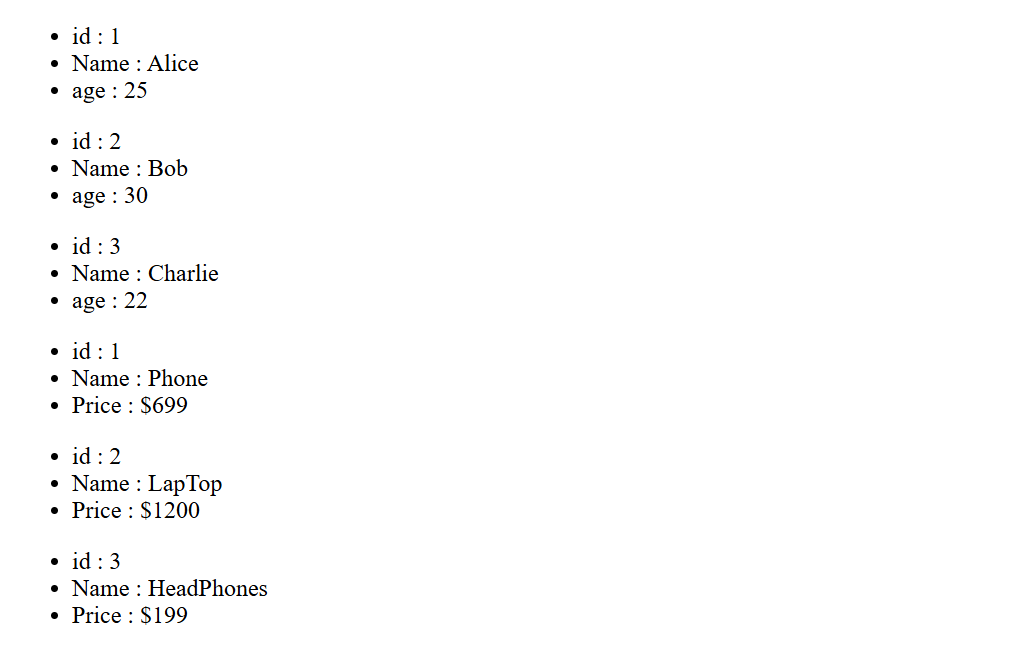 • id : 1
• Name : Alice
• age : 25
• id : 2
• Name : Bob
• age : 30
• id : 3
• Name : Charlie
• age : 22
• id : 1
• Name : Phone
• Price : $699
• id : 2
• Name : LapTop
• Price : $1200
• id : 3
• Name : HeadPhones
• Price : $199